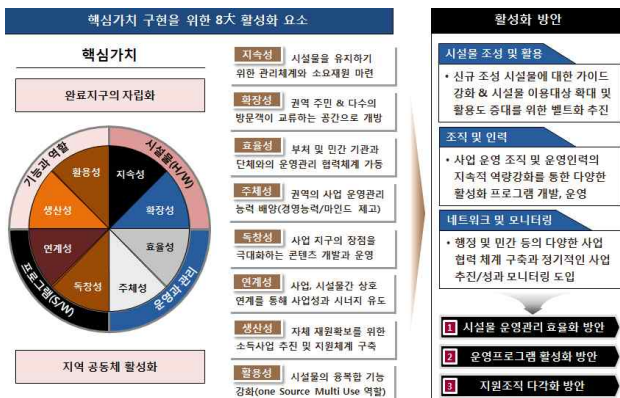 핵심가치 구현을 위한 8大 활성화 요소
핵심가치
완료지구의 자립화
기능과 역할
시설물(H/W)
프로그램(S/W)
운영과 관리
활용성
지속성
생산성
확장성
연계성
효율성
독창성
주체성
지역 공동체 활성화
지속성 시설물을 유지하기
위한 관리체계와 소요재원 마련
확장성 권역 주민 & 다수의
방문객이 교류하는 공간으로 개방
효율성 부처 및 민간 기관과
단체와의 운영관리 협력체계 가동
주체성 권역의 사업 운영관리
능력 배양(경영능력/마인드 제고)
독창성 사업 지구의 장점을
극대화하는 콘텐츠 개발과 운영
연계성 사업, 시설물간 상호
연계를 통해 사업성과 시너지 유도
생산성 자체 재원확보를 위한
소득사업 추진 및 지원체계 구축
활용성 시설물의 융복합 기능
강화(one Source Multi Use 역할)
활성화 방안
시설물 조성 및 활용
• 신규 조성 시설물에 대한 가이드
강화 & 시설물 이용대상 확대 및
활용도 증대를 위한 벨트화 추진
조직 및 인력
• 사업 운영 조직 및 운영인력의
지속적 역량강화를 통한 다양한
활성화 프로그램 개발, 운영
네트워크 및 모니터링
• 행정 및 민간 등의 다양한 사업
협력 체계 구축과 정기적인 사업
추진/성과 모니터링 도입
1 시설물 운영관리 효율화 방안
2 운영프로그램 활성화 방안
3 지원조직 다각화 방안